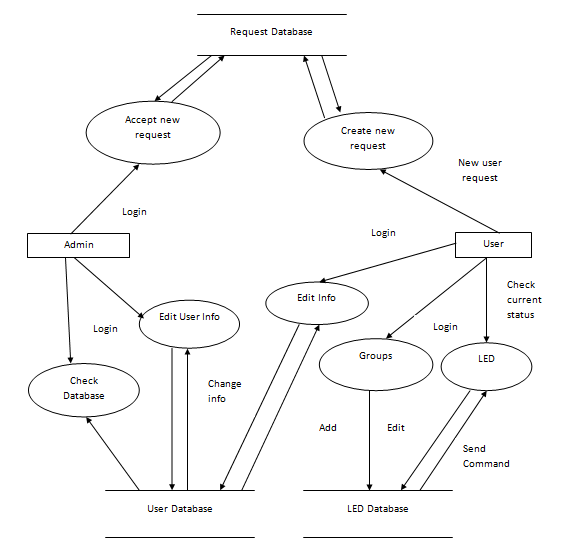 Request Database
Accept new
request
Create new
request
New user
request
Login
Login
Admin
User
Check
current
status
Edit Info
Edit User Info
Login
Login
Groups
LED
Check
Database
Change
info
Add
Edit
Send
Command
User Database
LED Database